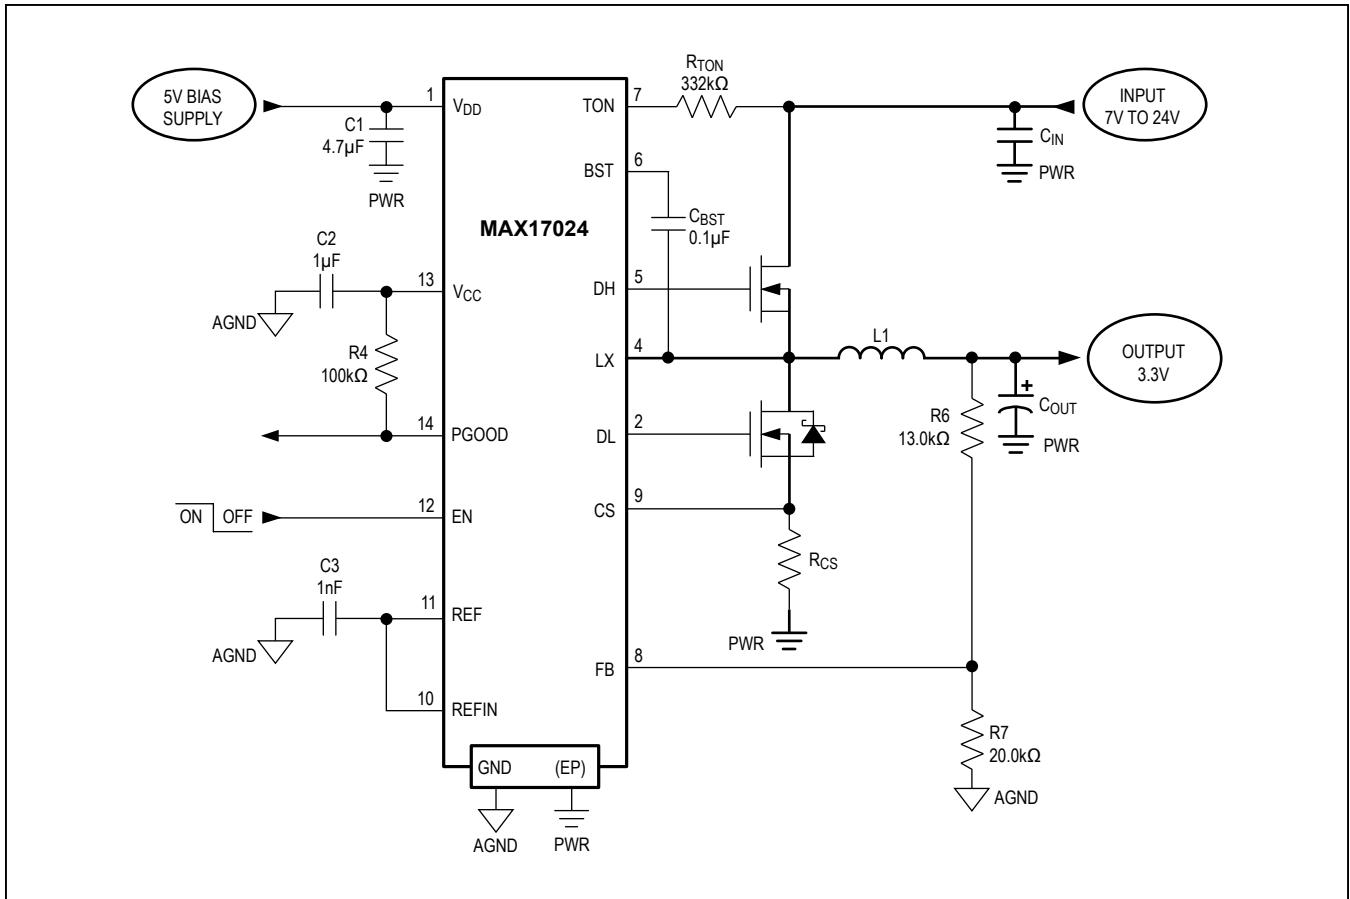 5V BIAS
SUPPLY
C1
4.7µF
PWR
1
VDD
MAX17024
C2
1µF
AGND
13
VCC
R4
100kΩ
14
PGOOD
ON OFF
12
EN
C3
1nF
AGND
11
REF
10
REFIN
GND (EP)
AGND
PWR
TON
7
RTON
332kΩ
INPUT
7V TO 24V
CIN
PWR
BST
6
CBST
0.1µF
DH
5
LX
4
L1
OUTPUT
3.3V
+
COUT
PWR
R6
13.0kΩ
DL
2
CS
9
RCS
PWR
FB
8
R7
20.0kΩ
AGND